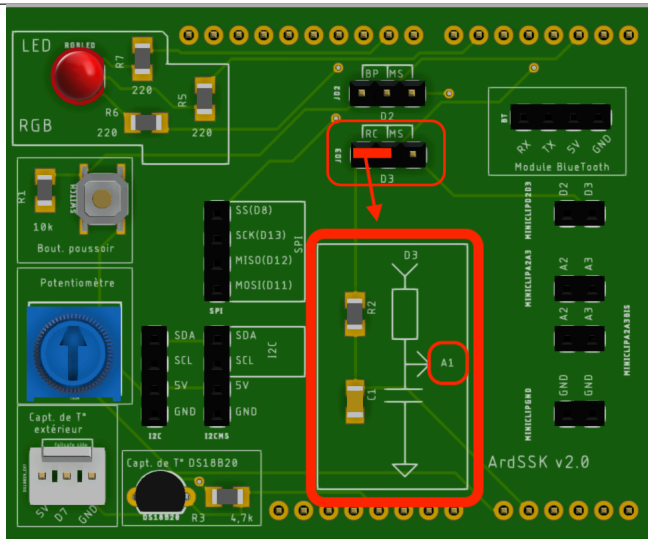 LED
RGBLED
R7
220
R5
R6
220
220
RGB
BP MS
JD2
D2
RC MS
JD3
D3
BT
RX TX 5V GND
Module BlueTooth
R1
SWITCH
10k
Bout. poussoir
SS(D8)
SCK(D13)
MISO(D12)
MOSI(D11)
SPI
SPI
D2 D3
MINICLIPD2D3
A2 A3
MINICLIPA2A3
A2 A3
MINICLIPA2A3BIS
GND GND
MINICLIPGND
Potentiomètre
SDA
SCL
5V
GND
I2C
SDA
SCL
5V
GND
I2C
I2CMS
D3
R2
A1
C1
Capt. de T°
extérieur
failsafe side
5V D7 GND
Capt. de T° DS18B20
DS18B20
R3
4,7k
ArdSSK v2.0